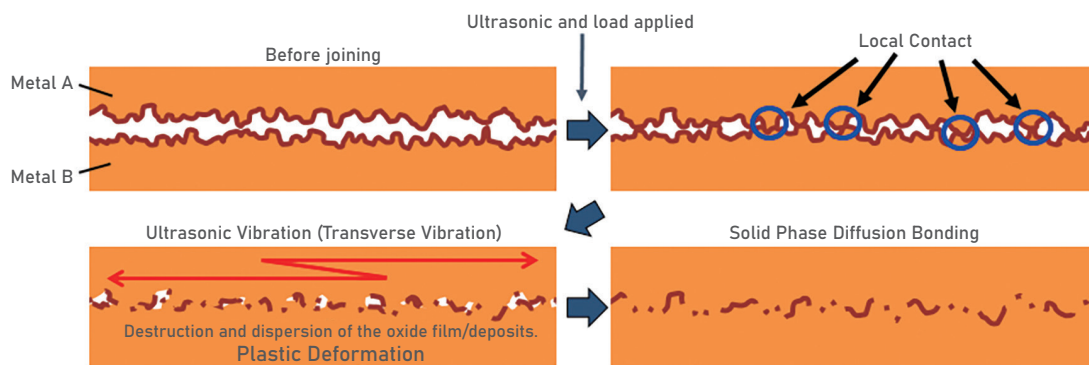 Ultrasonic and load applied
Before joining
Local Contact
Metal A
Metal B
Ultrasonic Vibration (Transverse Vibration)
Solid Phase Diffusion Bonding
Destruction and dispersion of the oxide film/deposits.
Plastic Deformation